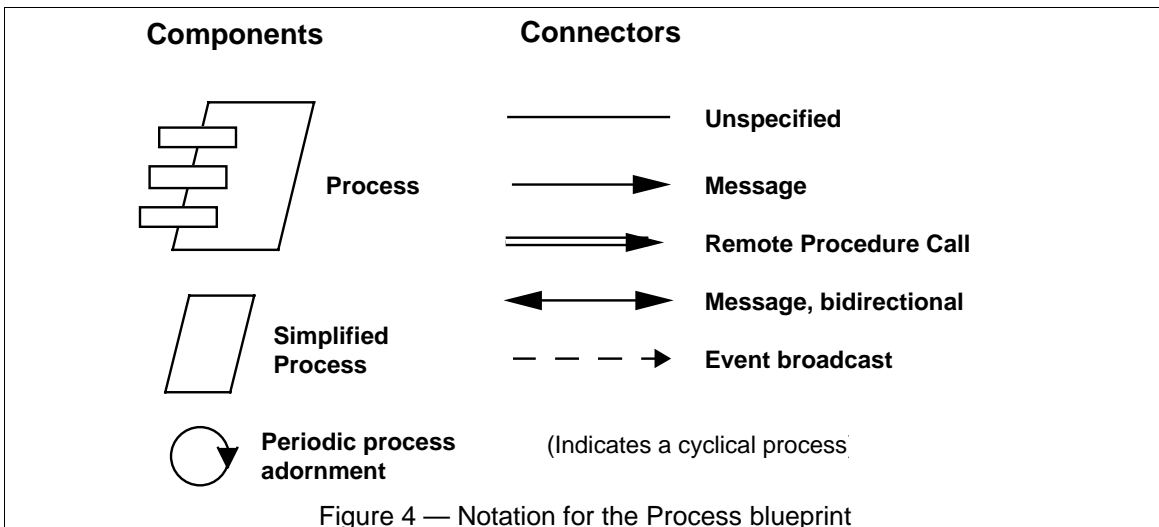 Components
Connectors
Process
Simplified
Process
Periodic process
adornment
Unspecified
Message
Remote Procedure Call
Message, bidirectional
Event broadcast
(Indicates a cyclical process)
Figure 4 — Notation for the Process blueprint